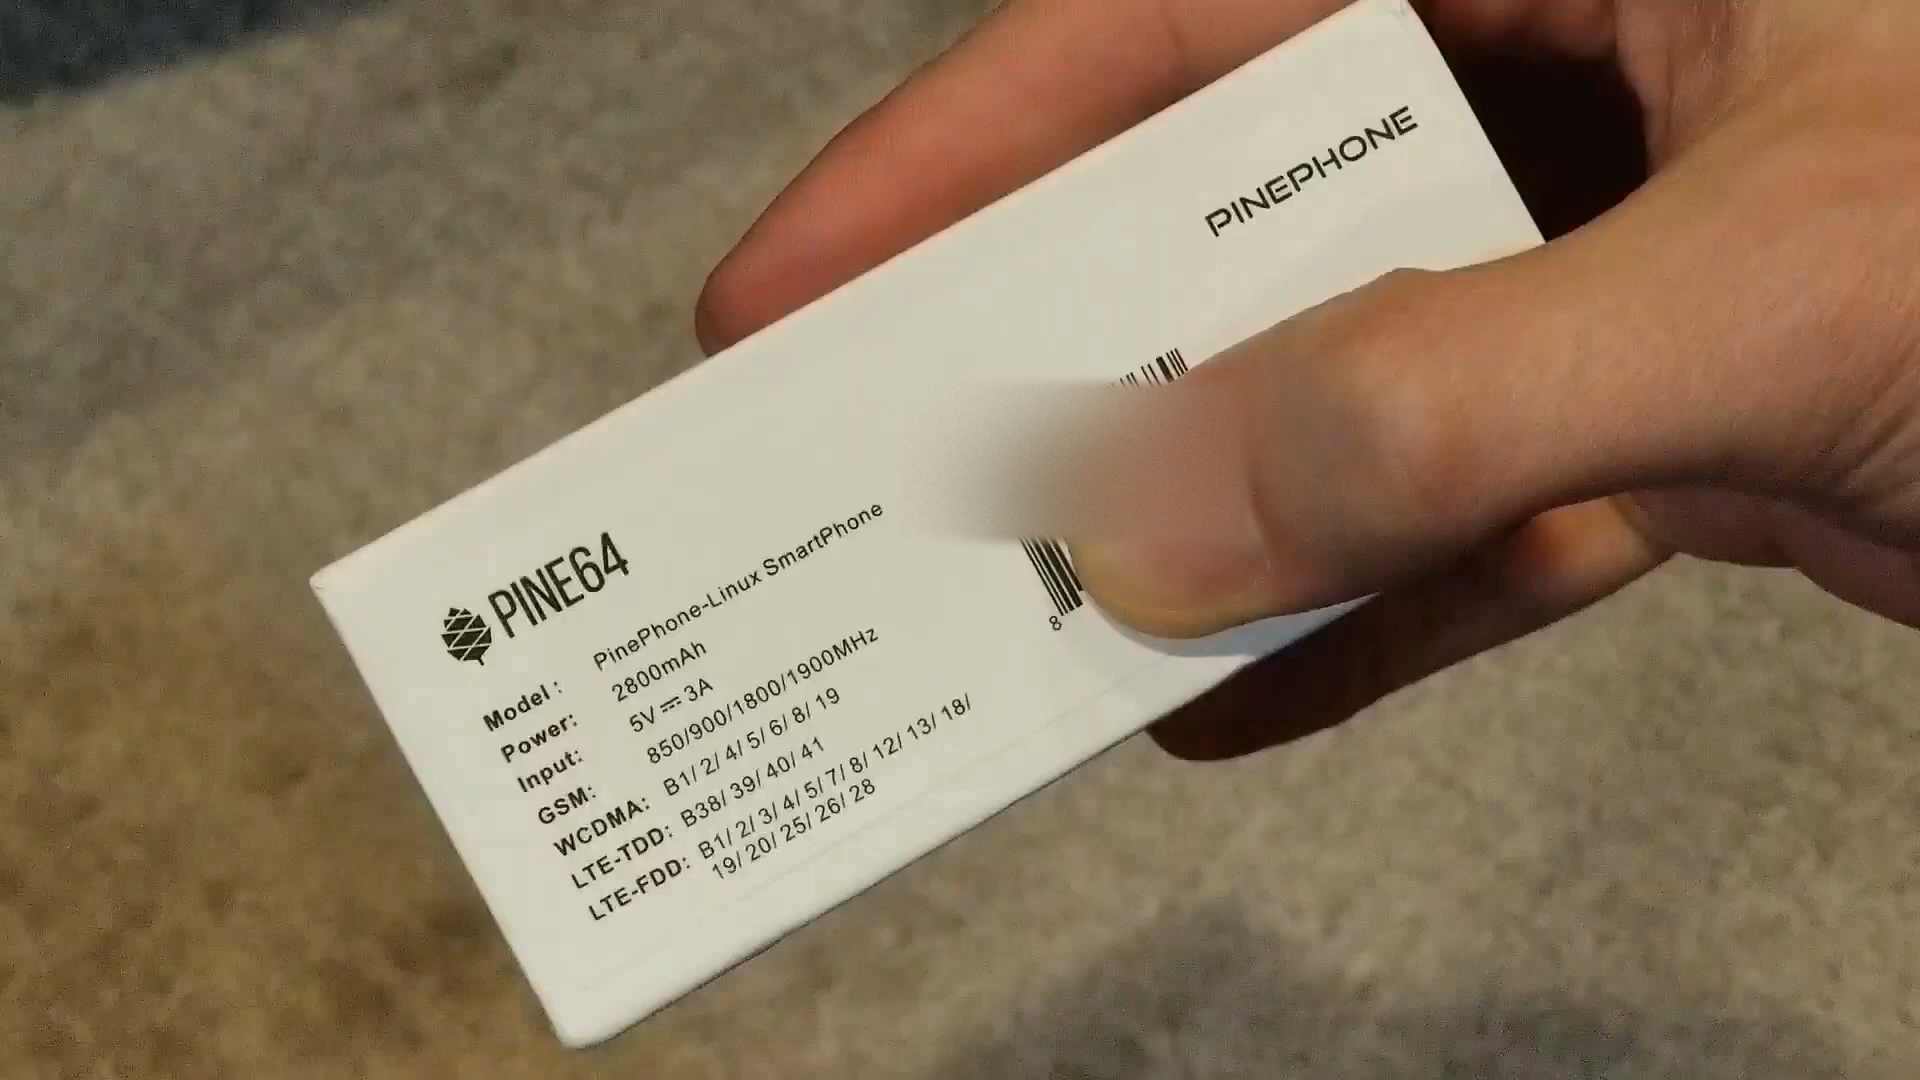 PINEPHONE
PINE64
Model : PinePhone-Linux SmartPhone
Power: 2800mAh
Input: 5V ⎓ 3A
GSM: 850/900/1800/1900MHz
WCDMA: B1/ 2/ 4/ 5/ 6/ 8/ 19
LTE-TDD: B38/ 39/ 40/ 41
LTE-FDD: B1/ 2/ 3/ 4/ 5/ 7/ 8/ 12/ 13/ 18/
19/ 20/ 25/ 26/ 28
8